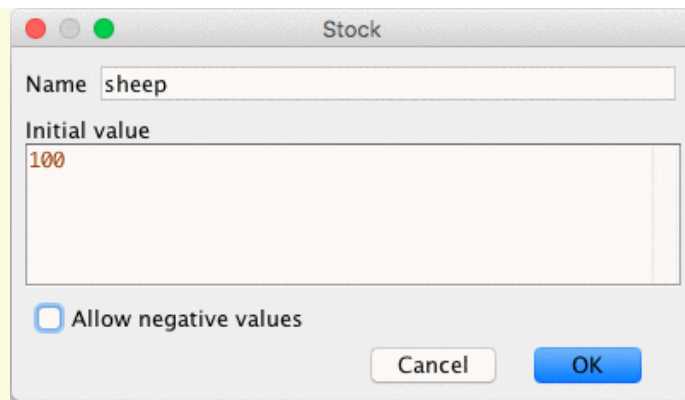 Stock
Name sheep
Initial value
100
Allow negative values
Cancel OK